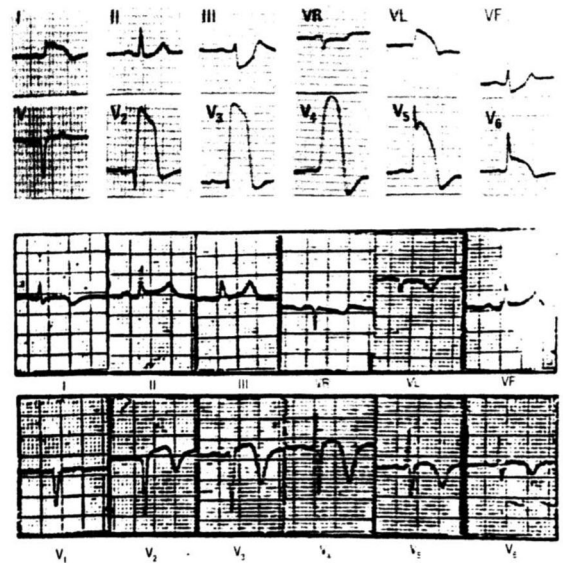 I II III VR VL VF
V V₂ V₃ V₄ V₅ V₆
I II III VR VL VF
V₁ V₂ V₃ V₄ V₅ V₆